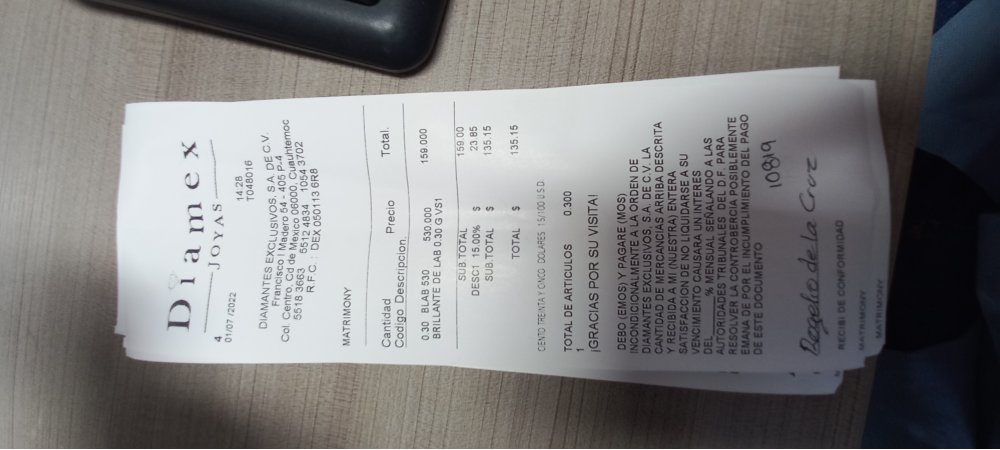 Diamex
JOYAS
4
01/07 /2022 14:28
T048016
DIAMANTES EXCLUSIVOS, S.A. DE C.V.
Francisco I Madero 54 - 405 P-4
Col. Centro, Cd de Mexico 06000, Cuauhtemoc
5518 3663 5512 4834 1054 3702
R.F.C. : DEX 050113 6R8
MATRIMONY
Cantidad Precio Total.
Codigo Descripcion.
0.30 BLAB 530 530.000 159.000
BRILLANTE DE LAB 0.30 G VS1
SUB.TOTAL 159.00
DESC1 15.00% $ 23.85
SUB.TOTAL $ 135.15
TOTAL $ 135.15
CIENTO TREINTA Y CINCO DOLARES 15/100 U.S.D.
TOTAL DE ARTICULOS 0.300
1
¡GRACIAS POR SU VISITA!
DEBO (EMOS) Y PAGARE (MOS)
INCONDICIONALMENTE A LA ORDEN DE
DIAMANTES EXCLUSIVOS, S.A. DE C.V. LA
CANTIDAD DE MERCANCIAS ARRIBA DESCRITA
Y RECIBIDA A MI (NUESTRA) ENTERA
SATISFACCION DE NO LIQUIDARSE A SU
VENCIMIENTO CAUSARA UN INTERES
DEL____% MENSUAL SEÑALANDO A LAS
AUTORIDADES TRIBUNALES DEL D.F. PARA
RESOLVER LA CONTROBERCIA POSIBLEMENTE
EMANA DE POR EL INCUMPLIMIENTO DEL PAGO
DE ESTE DOCUMENTO
10819
Rogelio de la Cruz
RECIBI DE CONFORMIDAD
MATRIMONY
MATRIMONY